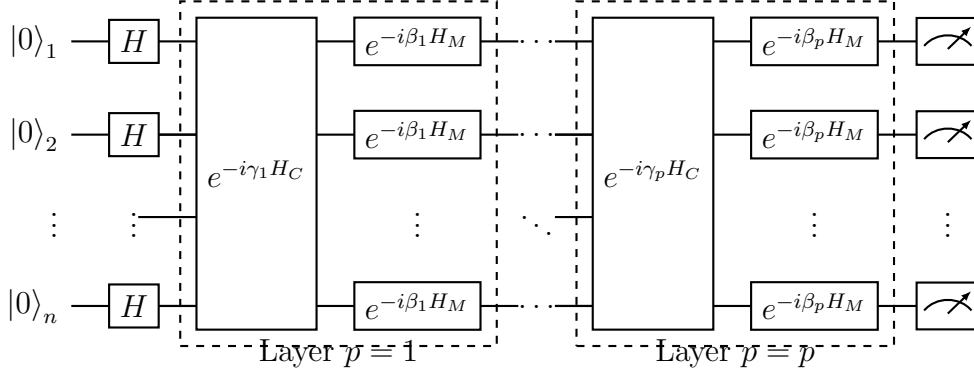 |0⟩₁ H e^{-iβ₁H_M} ··· e^{-iβ_pH_M}
|0⟩₂ H e^{-iβ₁H_M} ··· e^{-iβ_pH_M}
e^{-iγ₁H_C} e^{-iγ_pH_C}
⋮ ⋮ ⋮ ⋱ ⋮ ⋮
|0⟩ₙ H e^{-iβ₁H_M} ··· e^{-iβ_pH_M}
Layer p = 1 Layer p = p